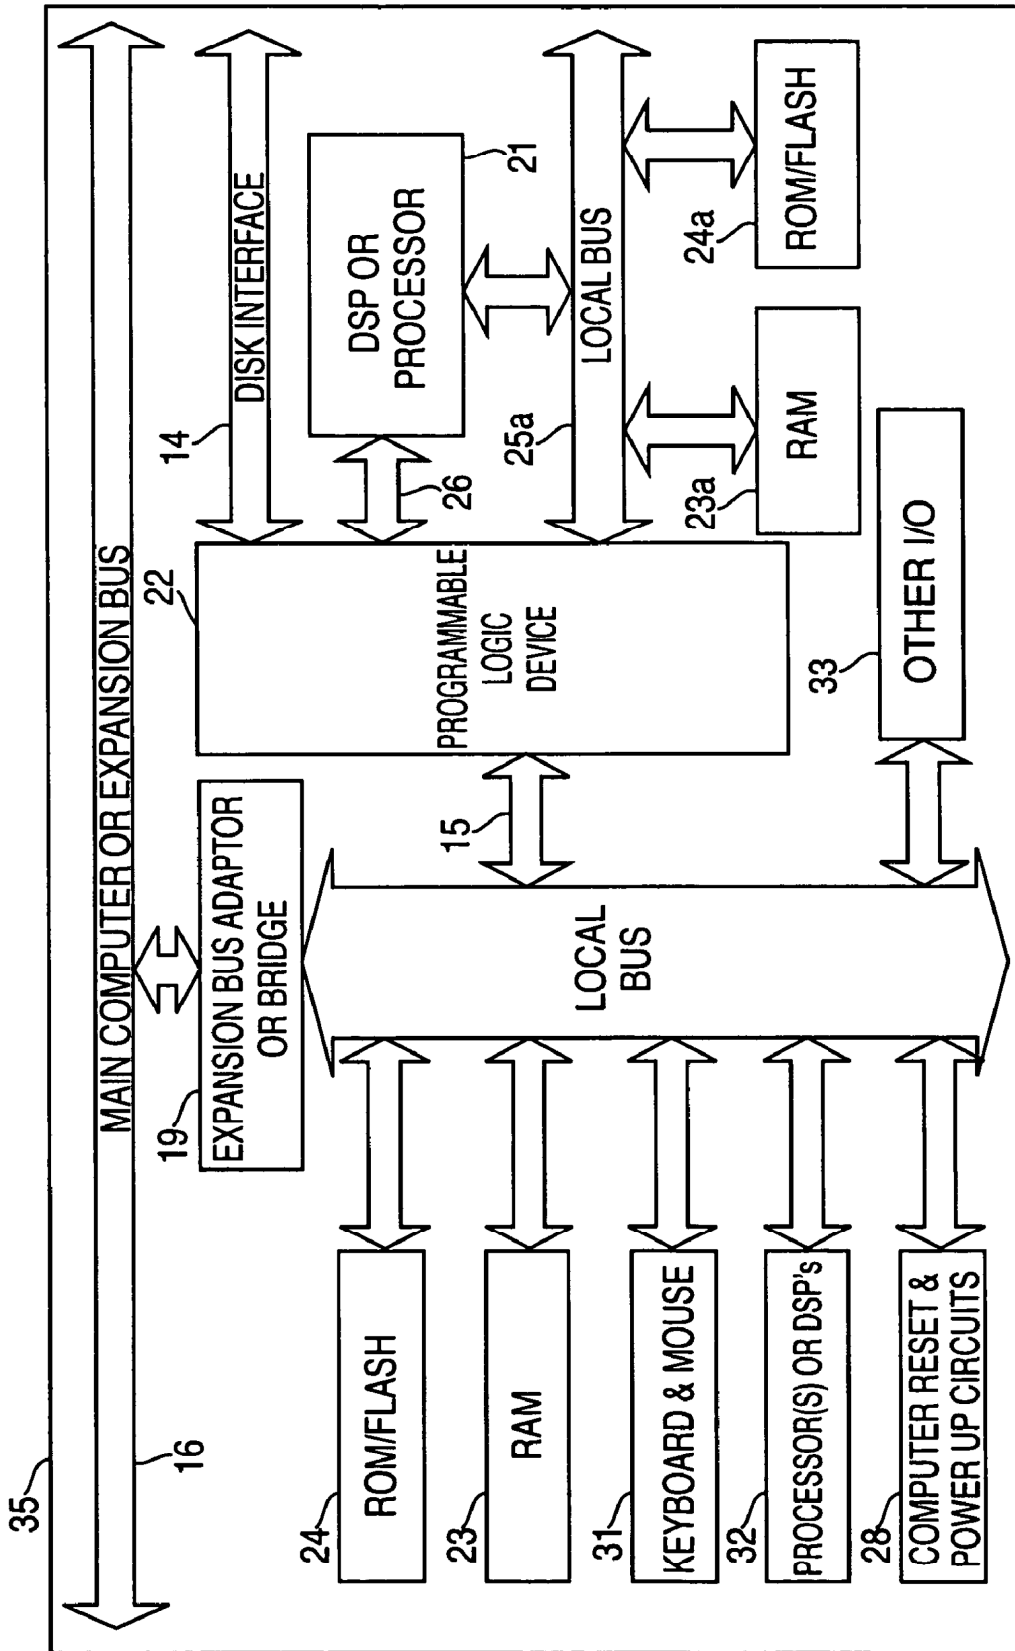 35
MAIN COMPUTER OR EXPANSION BUS
16
14
DISK INTERFACE
19
EXPANSION BUS ADAPTOR
OR BRIDGE
22
PROGRAMMABLE
LOGIC
DEVICE
26
DSP OR
PROCESSOR
21
25a
LOCAL BUS
23a
RAM
24a
ROM/FLASH
15
LOCAL
BUS
24
ROM/FLASH
23
RAM
31
KEYBOARD & MOUSE
32
PROCESSOR(S) OR DSP's
28
COMPUTER RESET &
POWER UP CIRCUITS
33
OTHER I/O